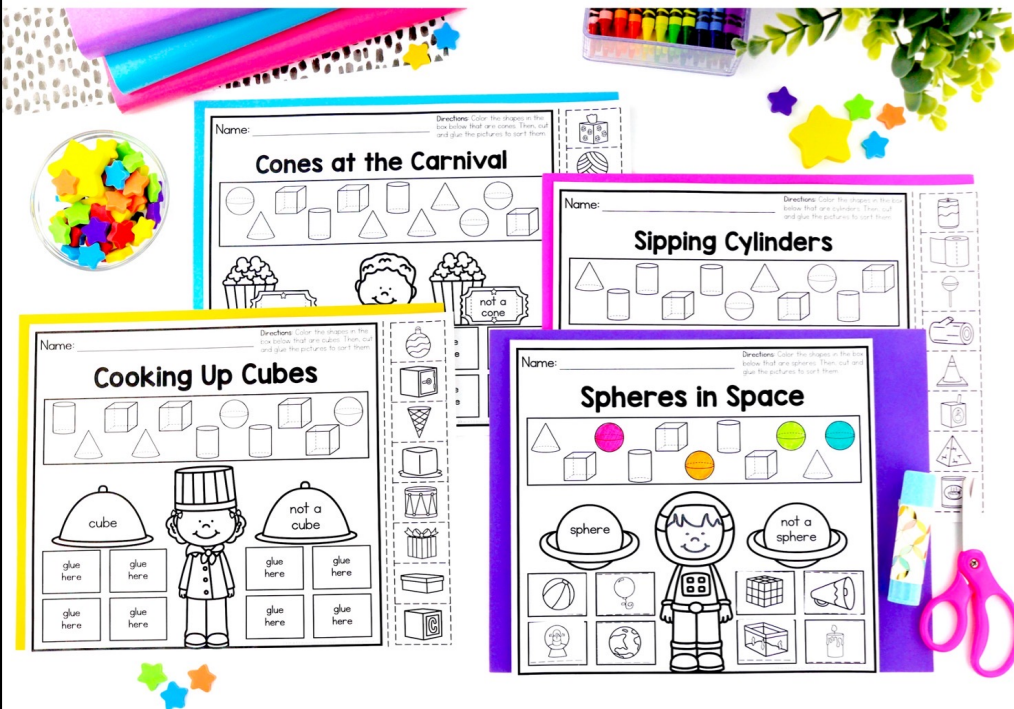 Name:
Directions: Color the shapes in the
box below that are cones. Then, cut
and glue the pictures to sort them.
Cones at the Carnival
not a
cone
Name:
Directions: Color the shapes in the
box below that are cylinders. Then, cut
and glue the pictures to sort them.
Sipping Cylinders
Name:
Directions: Color the shapes in the
box below that are cubes. Then, cut
and glue the pictures to sort them.
Cooking Up Cubes
cube
not a
cube
glue
here
glue
here
glue
here
glue
here
glue
here
glue
here
glue
here
glue
here
C
Name:
Directions: Color the shapes in the box
below that are spheres. Then, cut and
glue the pictures to sort them.
Spheres in Space
sphere
not a
sphere